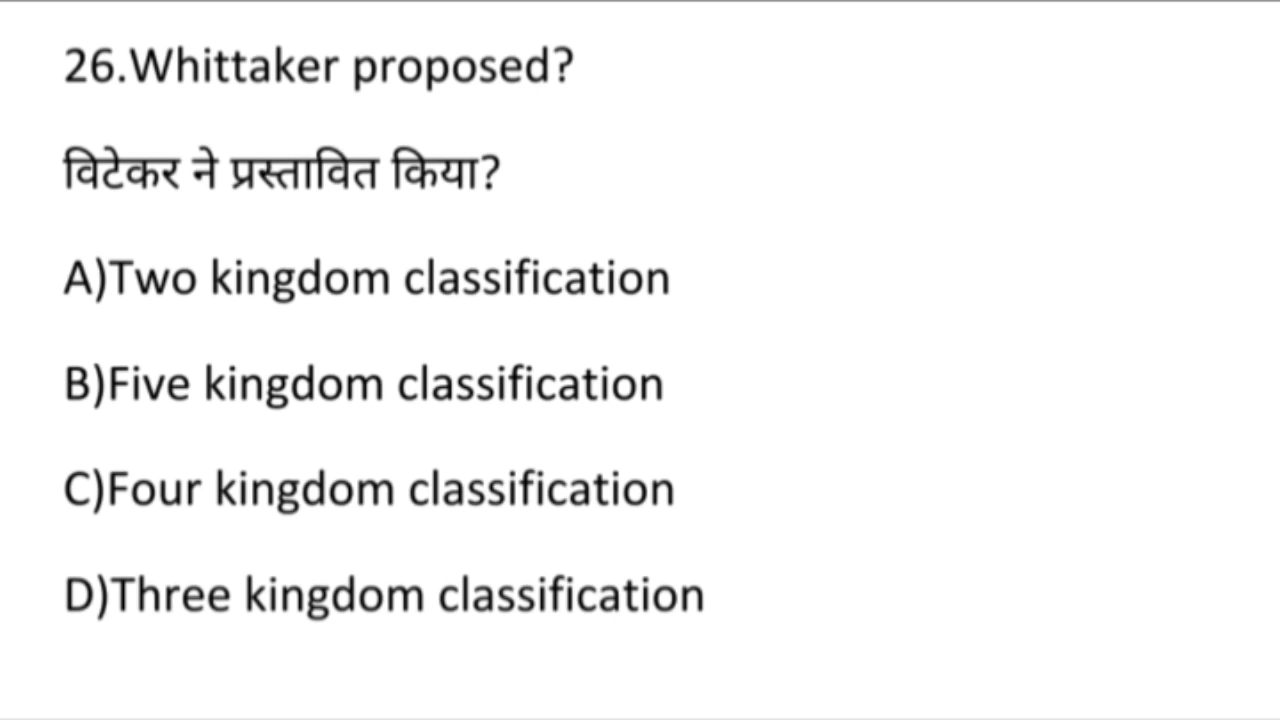 26.Whittaker proposed?
विटेकर ने प्रस्तावित किया?
A)Two kingdom classification
B)Five kingdom classification
C)Four kingdom classification
D)Three kingdom classification